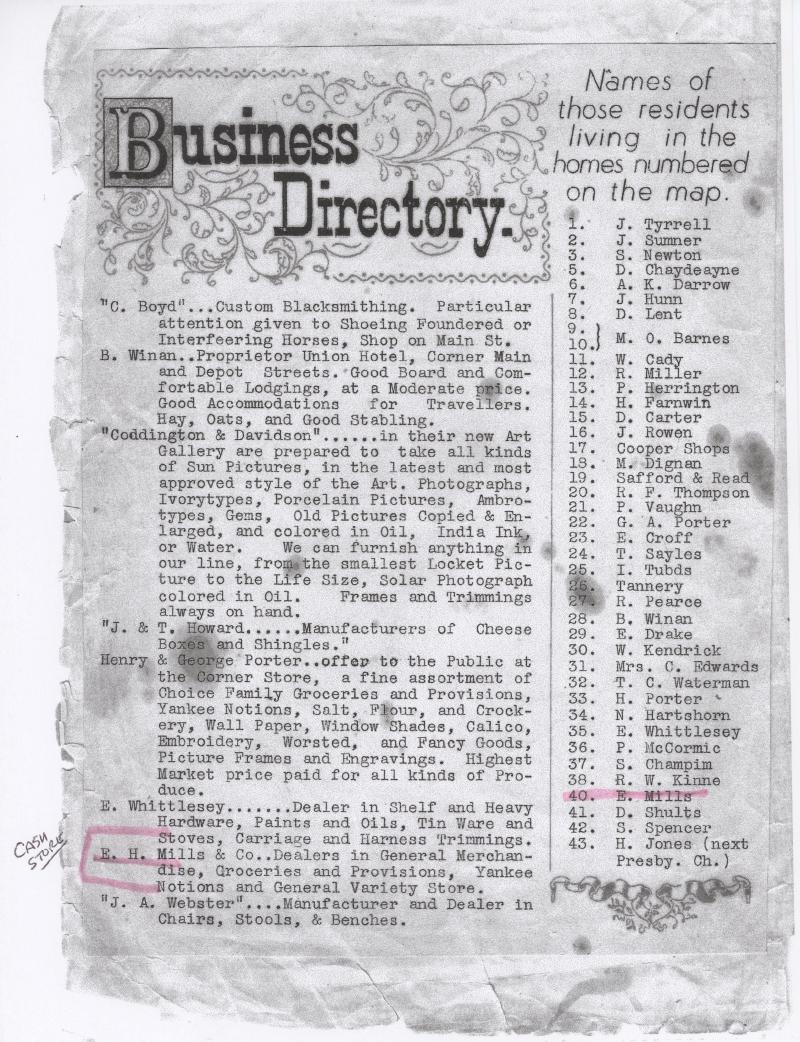 Business
Directory.
"C. Boyd"...Custom Blacksmithing. Particular
attention given to Shoeing Foundered or
Interfeering Horses, Shop on Main St.
B. Winan..Proprietor Union Hotel, Corner Main
and Depot Streets. Good Board and Com-
fortable Lodgings, at a Moderate price.
Good Accommodations for Travellers.
Hay, Oats, and Good Stabling.
"Coddington & Davidson"......in their new Art
Gallery are prepared to take all kinds
of Sun Pictures, in the latest and most
approved style of the Art. Photographs,
Ivorytypes, Porcelain Pictures, Ambro-
types, Gems, Old Pictures Copied & En-
larged, and colored in Oil, India Ink,
or Water. We can furnish anything in
our line, from the smallest Locket Pic-
ture to the Life Size, Solar Photograph
colored in Oil. Frames and Trimmings
always on hand.
"J. & T. Howard......Manufacturers of Cheese
Boxes and Shingles."
Henry & George Porter..offer to the Public at
the Corner Store, a fine assortment of
Choice Family Groceries and Provisions,
Yankee Notions, Salt, Flour, and Crock-
ery, Wall Paper, Window Shades, Calico,
Embroidery, Worsted, and Fancy Goods,
Picture Frames and Engravings. Highest
Market price paid for all kinds of Pro-
duce.
E. Whittlesey.......Dealer in Shelf and Heavy
Hardware, Paints and Oils, Tin Ware and
Stoves, Carriage and Harness Trimmings.
E. H. Mills & Co..Dealers in General Merchan-
dise, Qroceries and Provisions, Yankee
Notions and General Variety Store.
"J. A. Webster"....Manufacturer and Dealer in
Chairs, Stools, & Benches.
CASH
STORE
Names of
those residents
living in the
homes numbered
on the map.
1. J. Tyrrell
2. J. Sumner
3. S. Newton
5. D. Chaydeayne
6. A. K. Darrow
7. J. Hunn
8. D. Lent
9.
10. } M. O. Barnes
11. W. Cady
12. R. Miller
13. P. Herrington
14. H. Farnwin
15. D. Carter
16. J. Rowen
17. Cooper Shops
18. M. Dignan
19. Safford & Read
20. R. F. Thompson
21. P. Vaughn
22. G. A. Porter
23. E. Croff
24. T. Sayles
25. I. Tubds
26. Tannery
27. R. Pearce
28. B. Winan
29. E. Drake
30. W. Kendrick
31. Mrs. C. Edwards
32. T. C. Waterman
33. H. Porter
34. N. Hartshorn
35. E. Whittlesey
36. P. McCormic
37. S. Champim
38. R. W. Kinne
40. E. Mills
41. D. Shults
42. S. Spencer
43. H. Jones (next
Presby. Ch.)